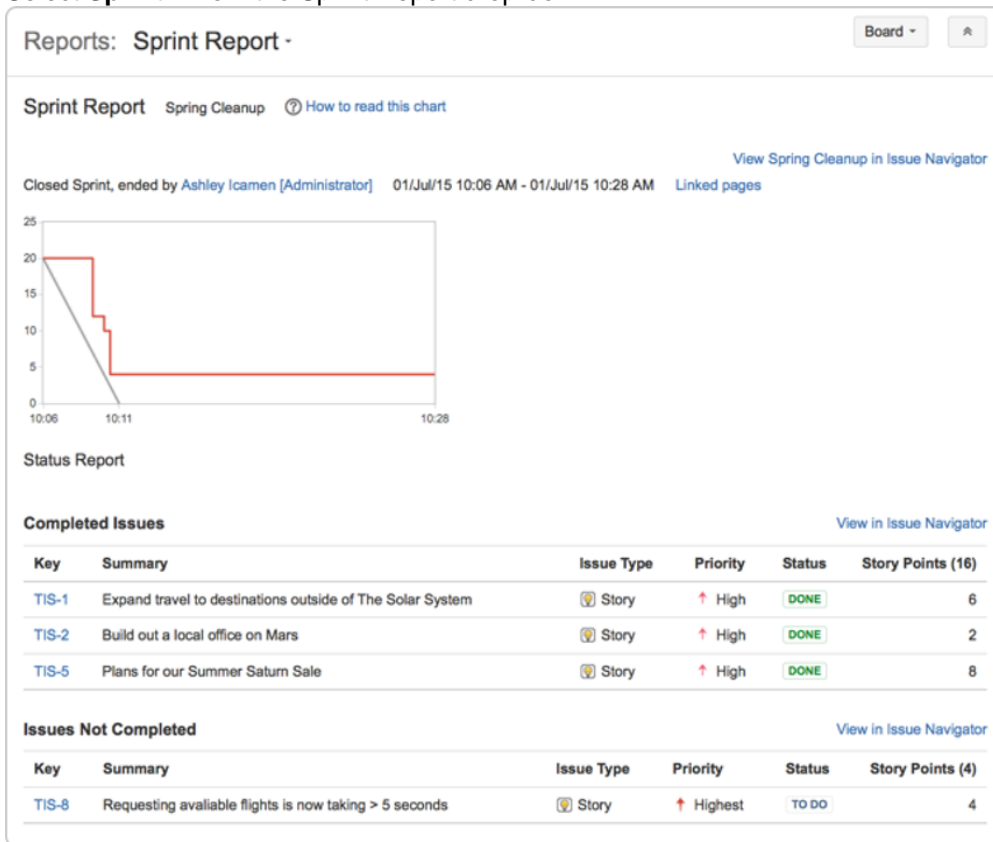 Reports: Sprint Report
Board
Sprint Report Spring Cleanup ? How to read this chart
View Spring Cleanup in Issue Navigator
Closed Sprint, ended by Ashley Icamen [Administrator] 01/Jul/15 10:06 AM - 01/Jul/15 10:28 AM Linked pages
25
20
15
10
5
0
10:06 10:11 10:28
Status Report
Completed Issues View in Issue Navigator
Key Summary Issue Type Priority Status Story Points (16)
TIS-1 Expand travel to destinations outside of The Solar System Story High DONE 6
TIS-2 Build out a local office on Mars Story High DONE 2
TIS-5 Plans for our Summer Saturn Sale Story High DONE 8
Issues Not Completed View in Issue Navigator
Key Summary Issue Type Priority Status Story Points (4)
TIS-8 Requesting avaliable flights is now taking > 5 seconds Story Highest TO DO 4